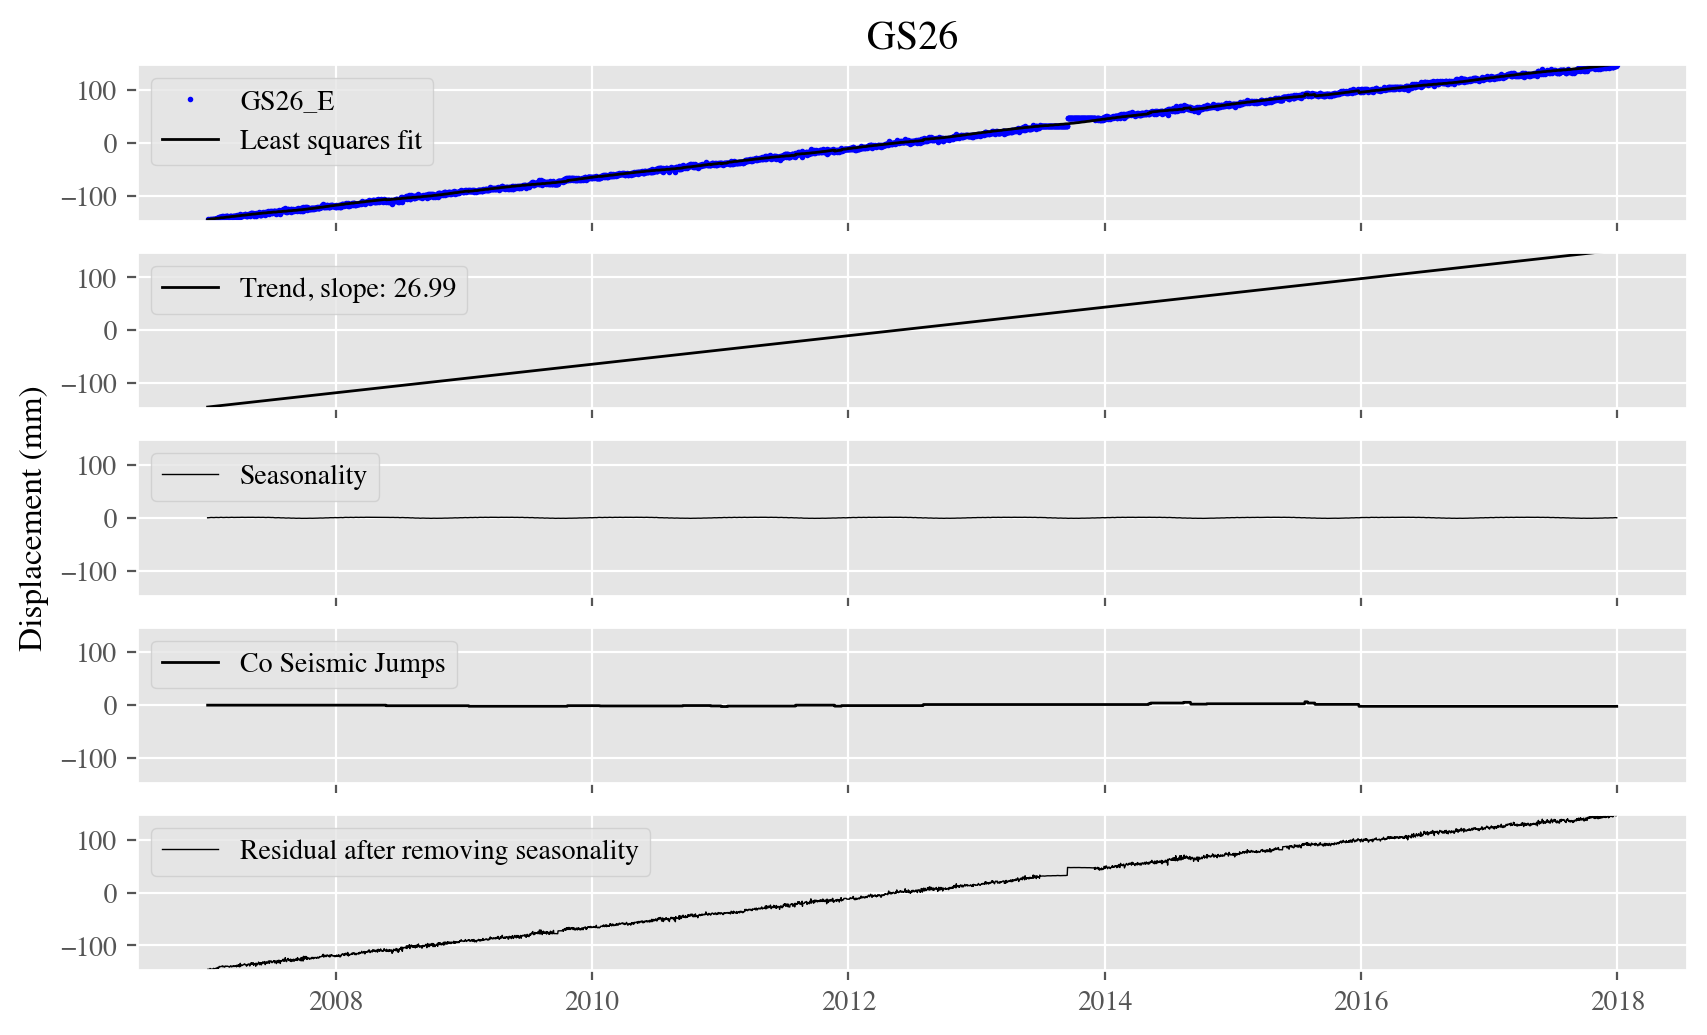 GS26
100
0
−100
GS26_E
Least squares fit
100
0
−100
Trend, slope: 26.99
Displacement (mm)
100
0
−100
Seasonality
100
0
−100
Co Seismic Jumps
100
0
−100
Residual after removing seasonality
2008 2010 2012 2014 2016 2018